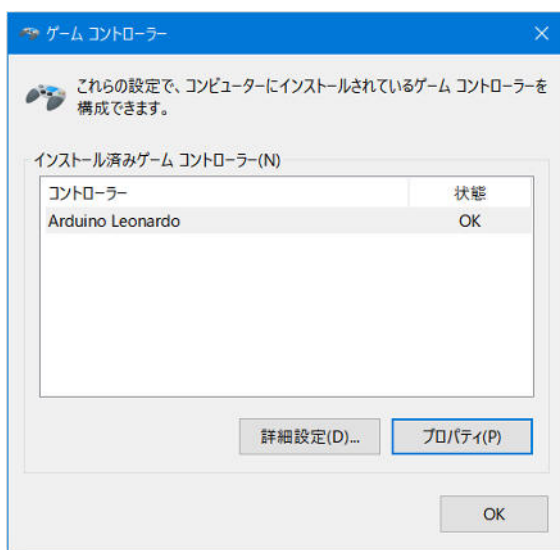 ゲーム コントローラー
これらの設定で、コンピューターにインストールされているゲーム コントローラーを
構成できます。
インストール済みゲーム コントローラー(N)
コントローラー 状態
Arduino Leonardo OK
詳細設定(D)... プロパティ(P)
OK